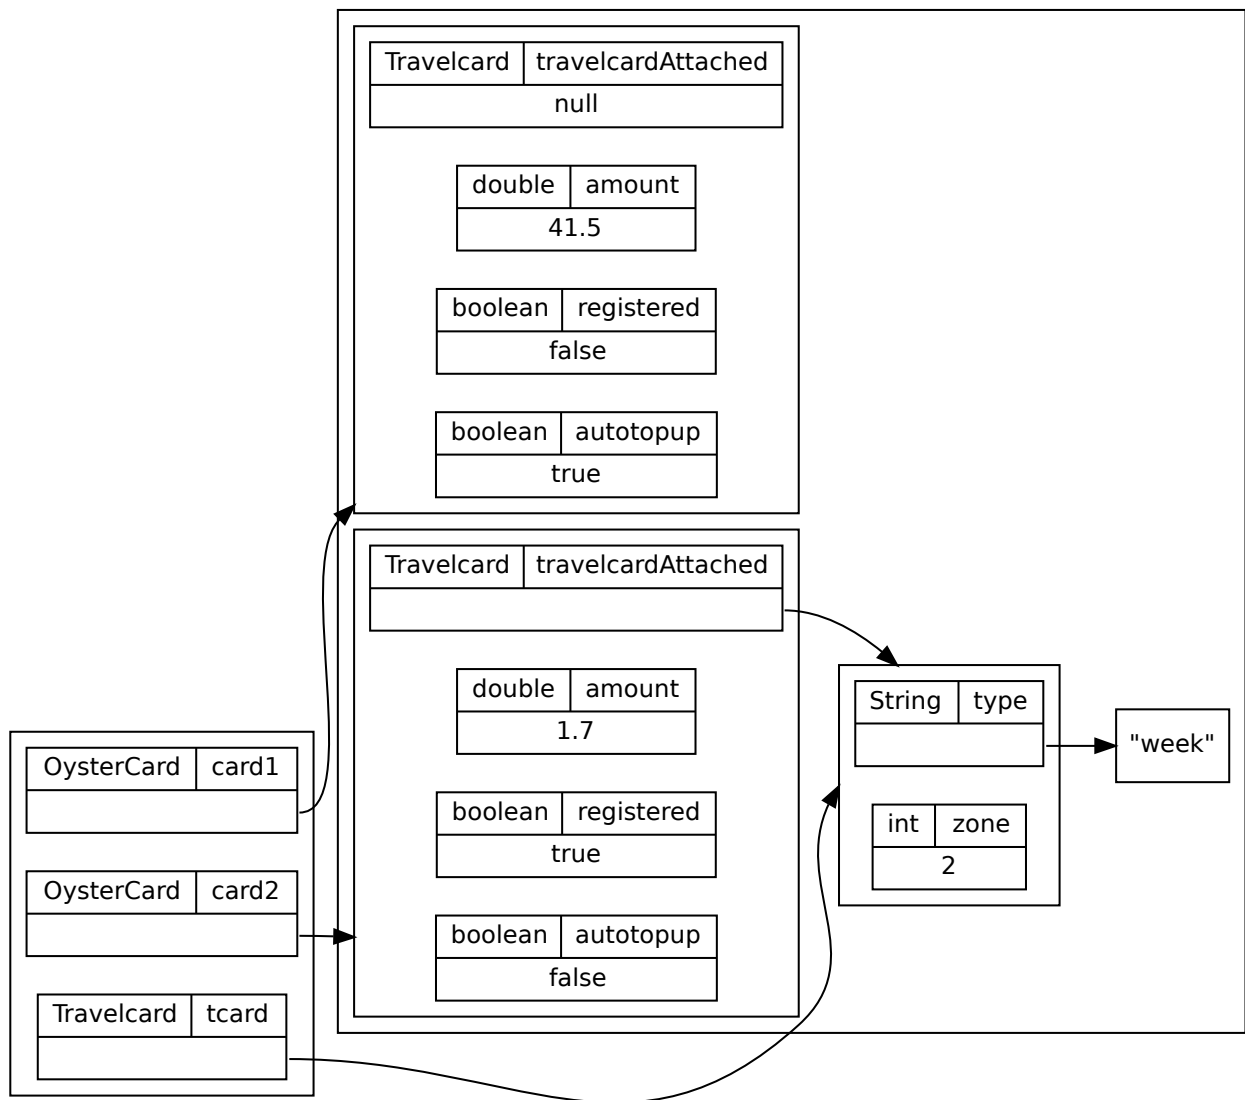 Travelcard travelcardAttached
null
double amount
41.5
boolean registered
false
boolean autotopup
true
Travelcard travelcardAttached
double amount
1.7
boolean registered
true
boolean autotopup
false
OysterCard card1
OysterCard card2
Travelcard tcard
String type
int zone
2
"week"